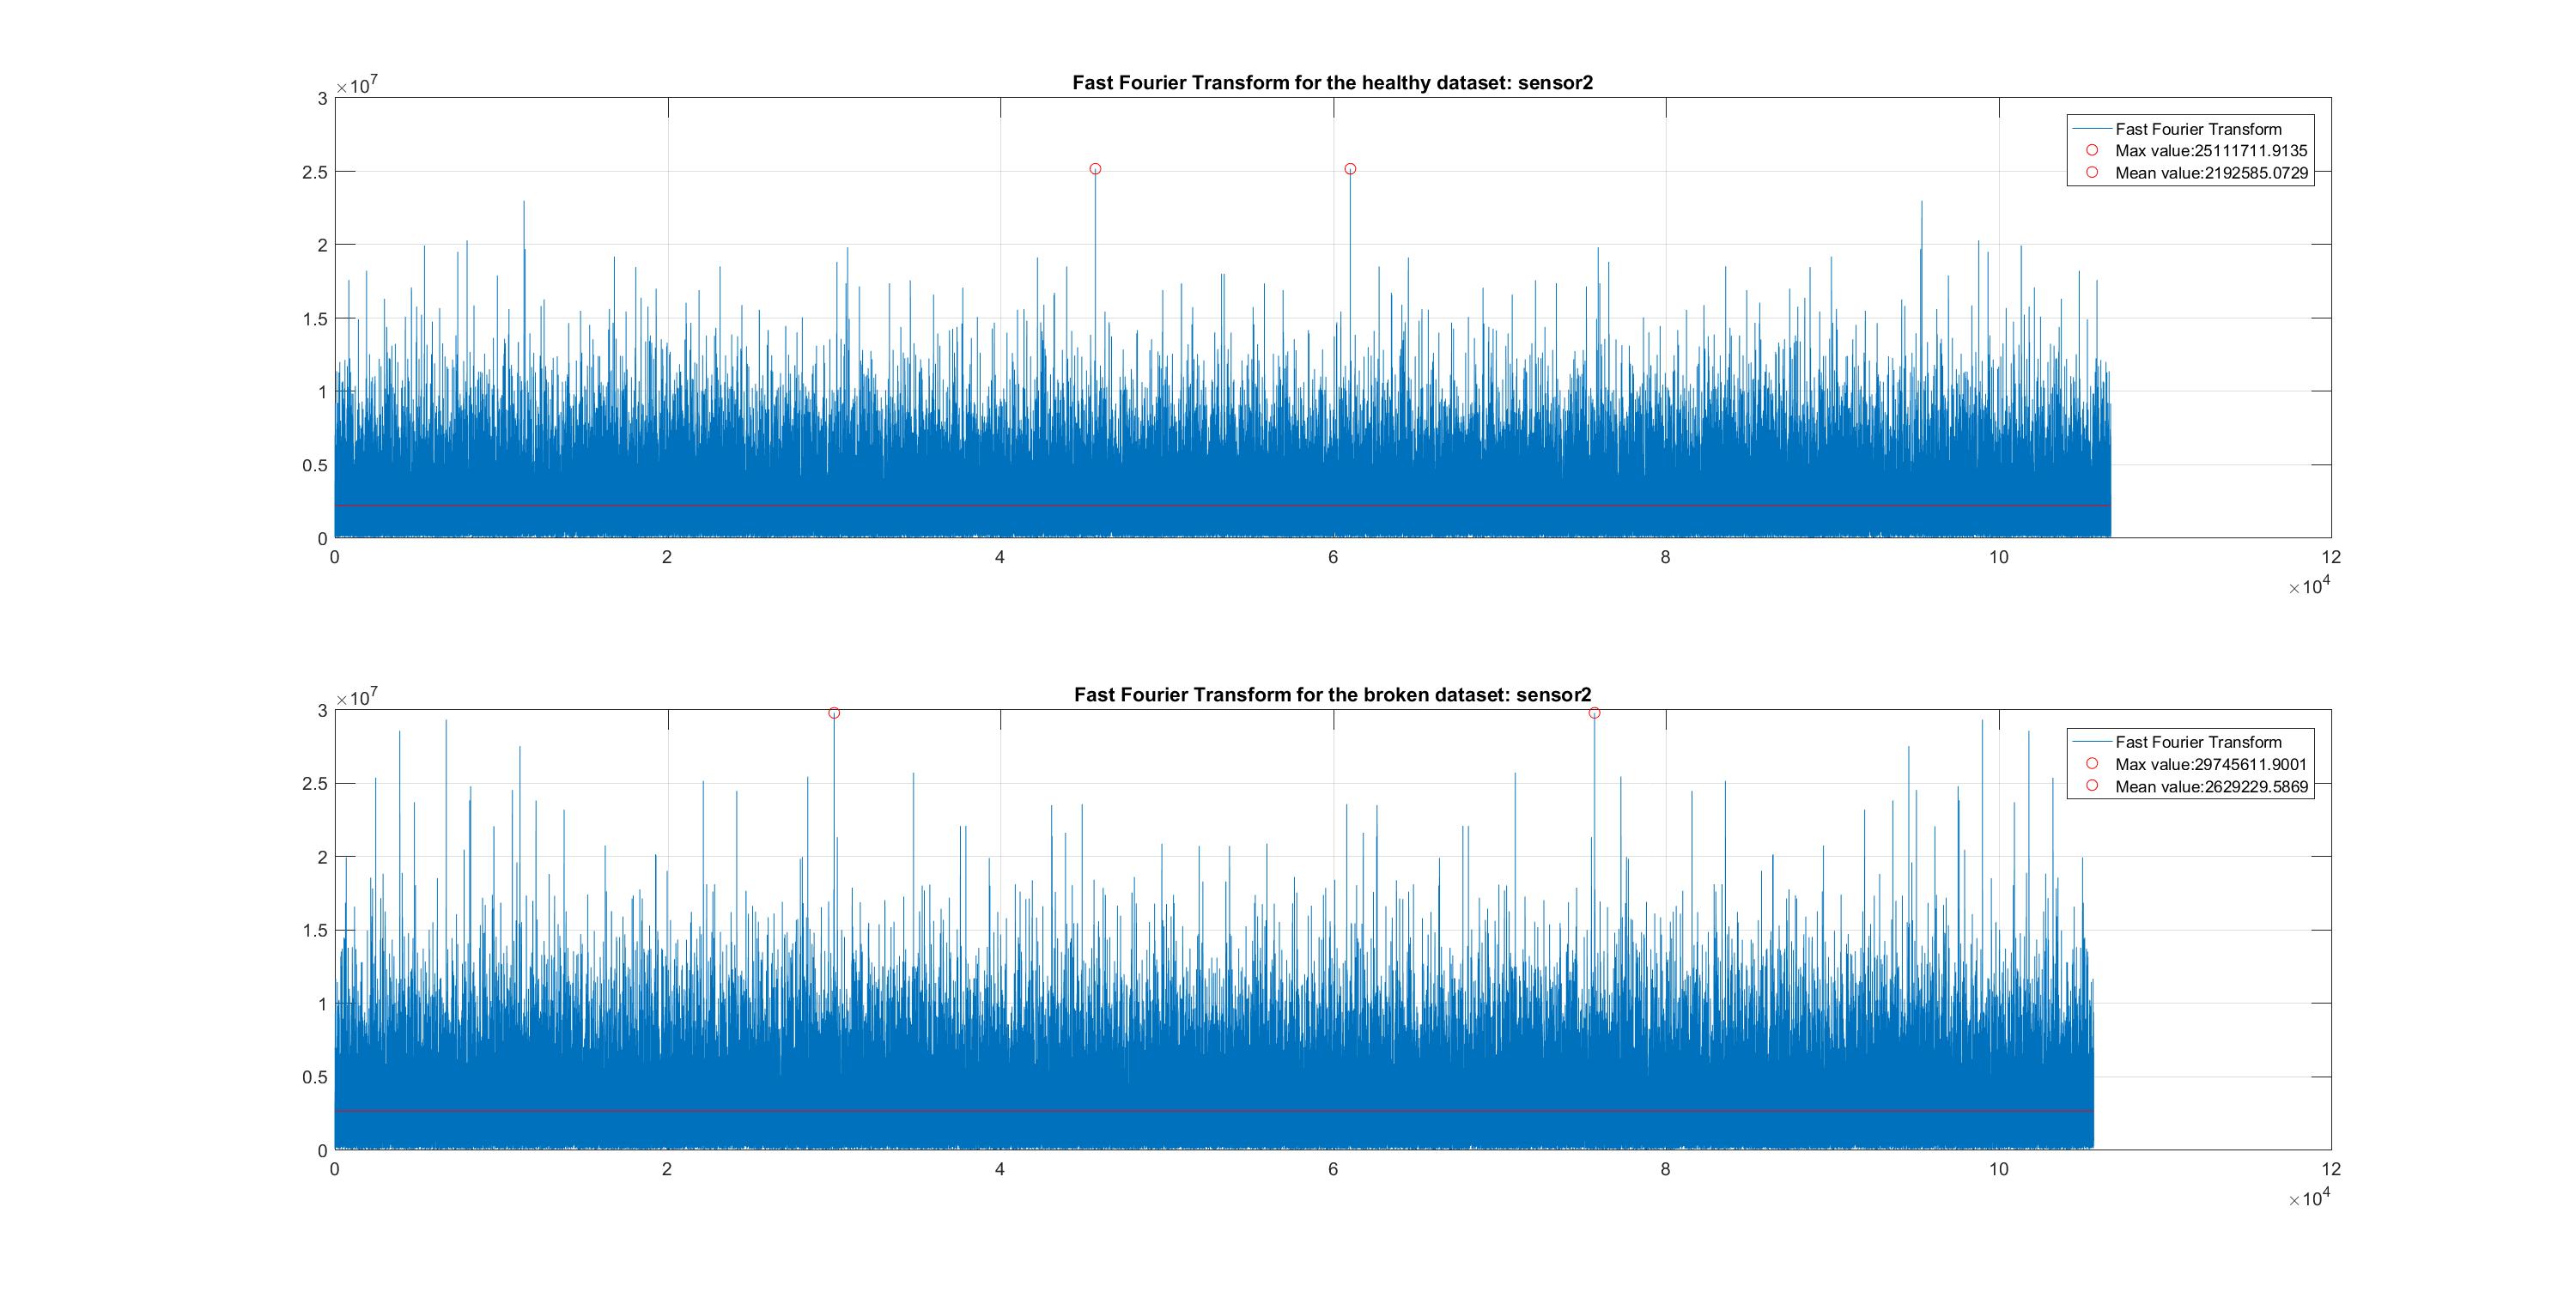 Fast Fourier Transform for the healthy dataset: sensor2
×10^7
3
2.5
2
1.5
1
0.5
0
Fast Fourier Transform
Max value:25111711.9135
Mean value:2192585.0729
0 2 4 6 8 10 12
×10^4
Fast Fourier Transform for the broken dataset: sensor2
×10^7
3
2.5
2
1.5
1
0.5
0
Fast Fourier Transform
Max value:29745611.9001
Mean value:2629229.5869
0 2 4 6 8 10 12
×10^4